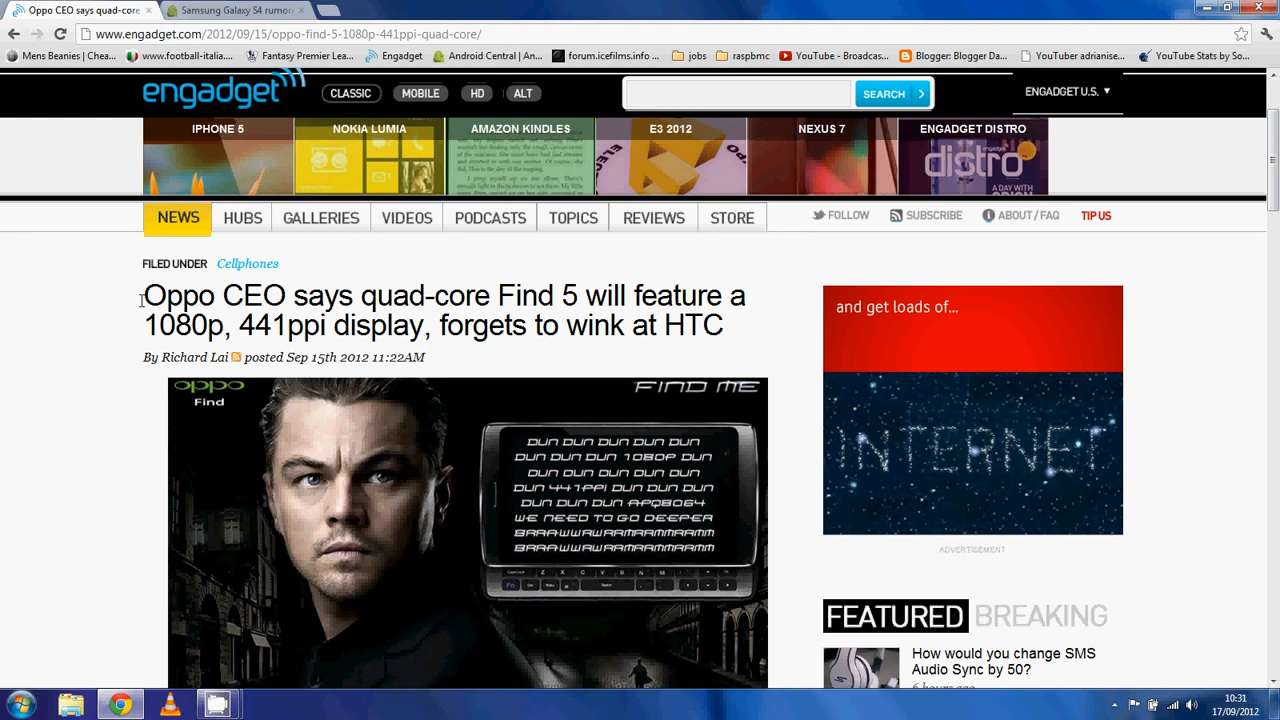 Oppo CEO says quad-core
Samsung Galaxy S4 rumor
www.engadget.com/2012/09/15/oppo-find-5-1080p-441ppi-quad-core/
Mens Beanies | Chea...
www.football-italia....
Fantasy Premier Lea...
Engadget
Android Central | An...
forum.icefilms.info ...
jobs
raspbmc
YouTube - Broadcas...
Blogger: Blogger Da...
YouTuber adrianise...
YouTube Stats by So...
engadget
CLASSIC
MOBILE
HD
ALT
SEARCH
ENGADGET U.S.
IPHONE 5
NOKIA LUMIA
AMAZON KINDLES
E3 2012
NEXUS 7
ENGADGET DISTRO
distro
A DAY WITH
NEWS
HUBS
GALLERIES
VIDEOS
PODCASTS
TOPICS
REVIEWS
STORE
FOLLOW
SUBSCRIBE
ABOUT / FAQ
TIP US
FILED UNDER Cellphones
Oppo CEO says quad-core Find 5 will feature a
1080p, 441ppi display, forgets to wink at HTC
By Richard Lai posted Sep 15th 2012 11:22AM
oppo
Find
FIND ME
DUN DUN DUN DUN DUN
DUN DUN DUN 1080P DUN
DUN DUN DUN DUN DUN
DUN 441PPI DUN DUN DUN
DUN DUN DUN APQ8064
WE NEED TO GO DEEPER
BRAAWWWAARMMARRMMM
BRAAWWWAARMMARRMMM
and get loads of...
INTERNET
ADVERTISEMENT
FEATURED BREAKING
How would you change SMS
Audio Sync by 50?
6 hours ago
10:31
17/09/2012